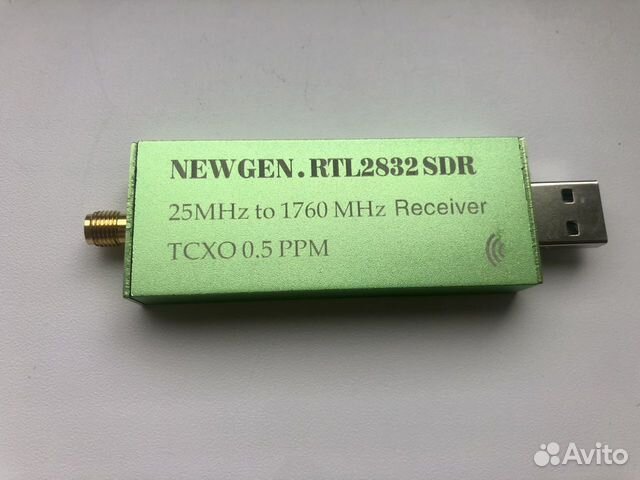 NEWGEN.RTL2832 SDR
25MHz to 1760 MHz Receiver
TCXO 0.5 PPM
Avito